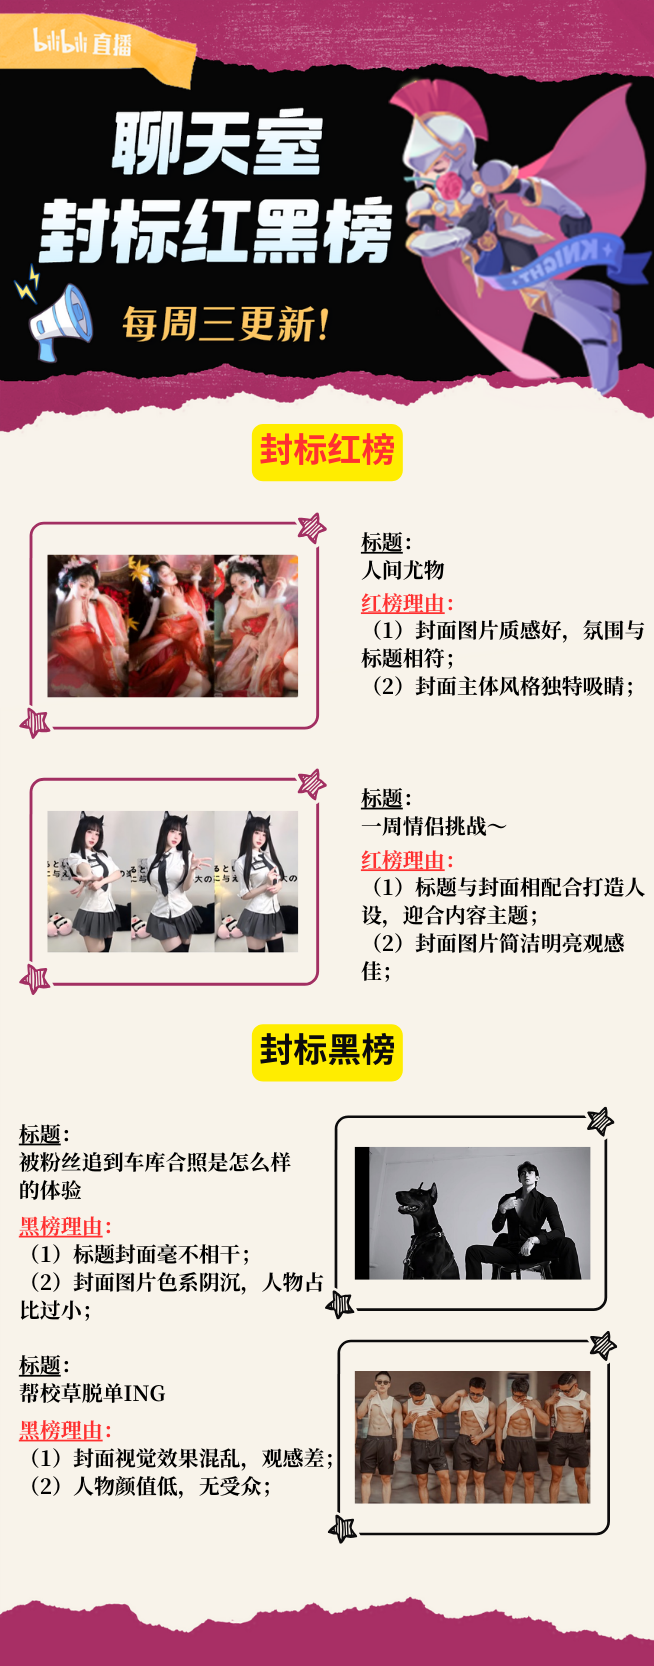 bilibili 直播
聊天室
封标红黑榜
KNIGHT
每周三更新！
封标红榜
标题：
人间尤物
红榜理由：
（1）封面图片质感好，氛围与
标题相符；
（2）封面主体风格独特吸睛；
标题：
一周情侣挑战～
红榜理由：
（1）标题与封面相配合打造人
设，迎合内容主题；
（2）封面图片简洁明亮观感
佳；
封标黑榜
标题：
被粉丝追到车库合照是怎么样
的体验
黑榜理由：
（1）标题封面毫不相干；
（2）封面图片色系阴沉，人物占
比过小；
标题：
帮校草脱单ING
黑榜理由：
（1）封面视觉效果混乱，观感差；
（2）人物颜值低，无受众；